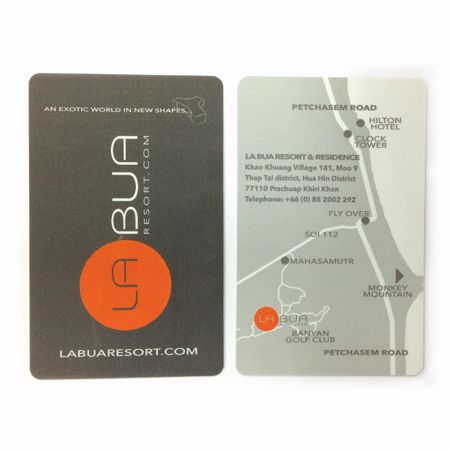 AN EXOTIC WORLD IN NEW SHAPES...
LA BUA
RESORT.COM
LABUARESORT.COM
PETCHASEM ROAD
HILTON
HOTEL
CLOCK
TOWER
LA BUA RESORT & RESIDENCE
Khao Khuang Village 181, Moo 9
Thap Tai district, Hua Hin District
77110 Prachuap Khiri Khan
Telephone: +66 (0) 85 2002 292
FLY OVER
SOI 112
MAHASAMUTR
MONKEY
MOUNTAIN
LA BUA
BANYAN
GOLF CLUB
PETCHASEM ROAD